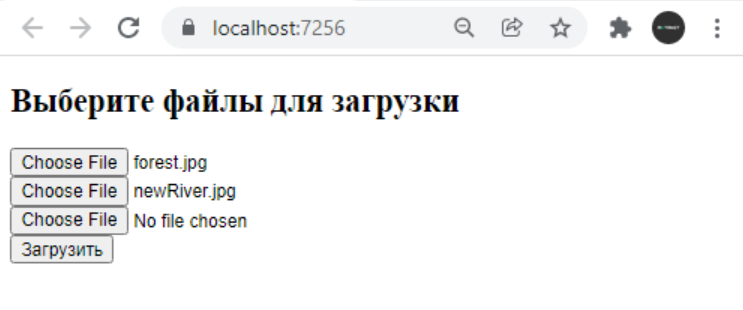 localhost:7256
Выберите файлы для загрузки
Choose File forest.jpg
Choose File newRiver.jpg
Choose File No file chosen
Загрузить